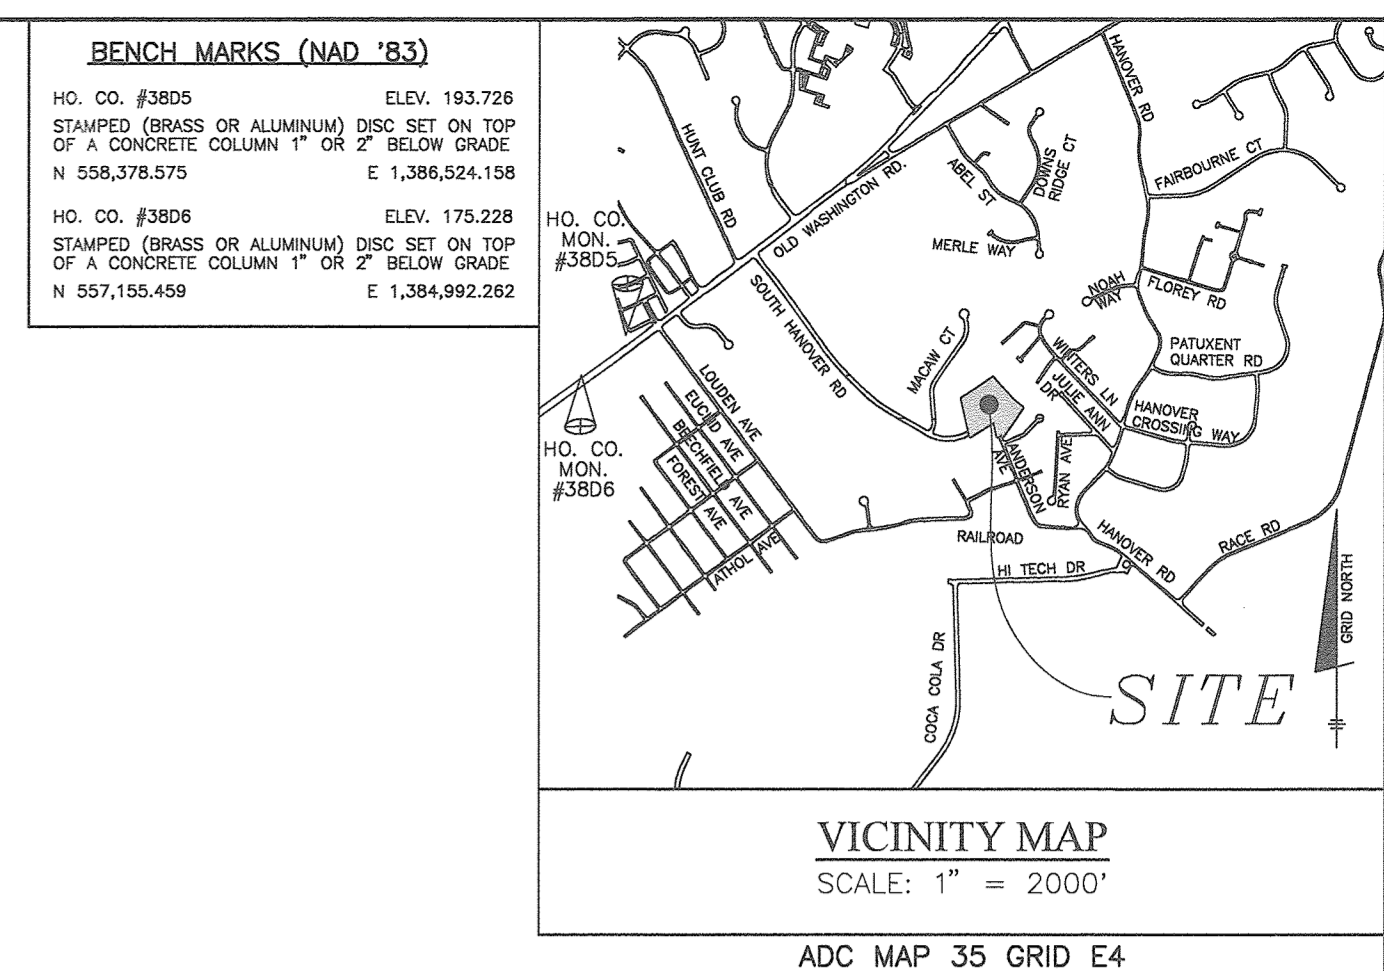 BENCH MARKS (NAD '83)
HO. CO. #38D5 ELEV. 193.726
STAMPED (BRASS OR ALUMINUM) DISC SET ON TOP
OF A CONCRETE COLUMN 1" OR 2" BELOW GRADE
N 558,378.575 E 1,386,524.158
HO. CO. #38D6 ELEV. 175.228
STAMPED (BRASS OR ALUMINUM) DISC SET ON TOP
OF A CONCRETE COLUMN 1" OR 2" BELOW GRADE
N 557,155.459 E 1,384,992.262
HO. CO.
MON.
#38D5
HO. CO.
MON.
#38D6
HUNT CLUB RD
OLD WASHINGTON RD.
HANOVER RD
ABEL ST
DOWNS
RIDGE CT
FAIRBOURNE CT
MERLE WAY
NOAH
WAY
FLOREY RD
SOUTH HANOVER RD
MACAW CT
PATUXENT
QUARTER RD
WINTERS LN
JULIE ANN
DR
HANOVER
CROSSING WAY
LOUDEN AVE
EUCLID AVE
BEECHFIELD AVE
FOREST AVE
ATHOL AVE
ANDERSON
AVE
RYAN AVE
RAILROAD
HANOVER RD
RACE RD
HI TECH DR
COCA COLA DR
GRID NORTH
SITE
VICINITY MAP
SCALE: 1" = 2000'
ADC MAP 35 GRID E4